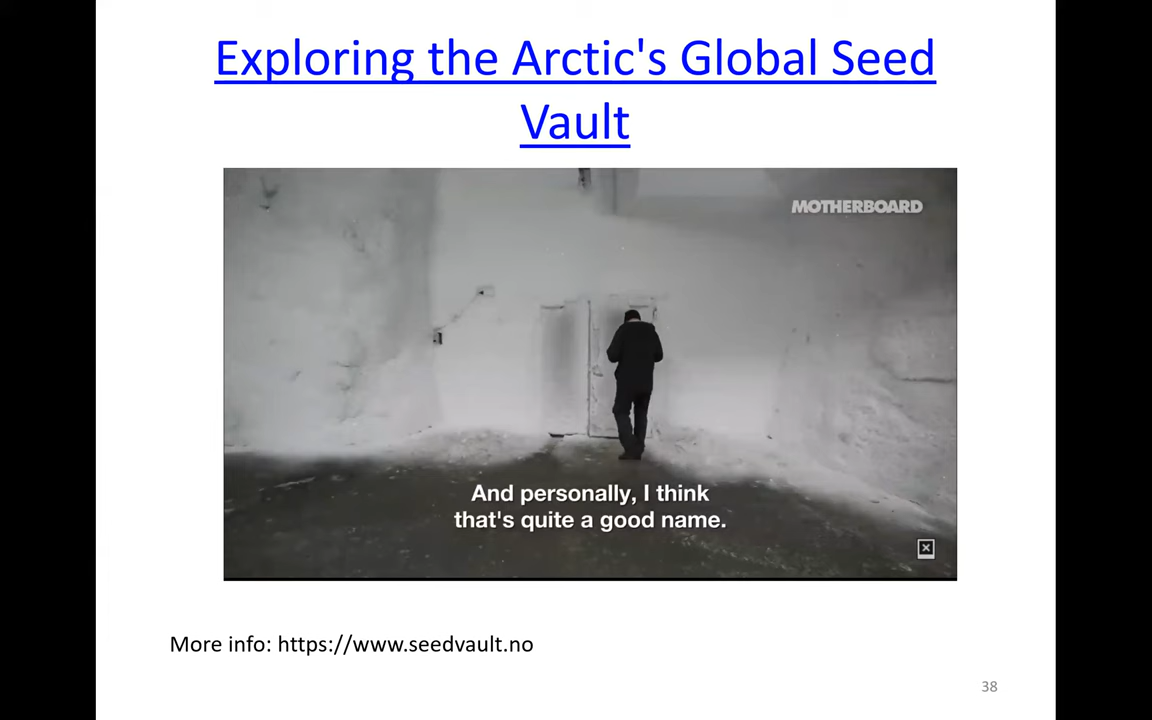 Exploring the Arctic's Global Seed
Vault
MOTHERBOARD
And personally, I think
that's quite a good name.
More info: https://www.seedvault.no
38